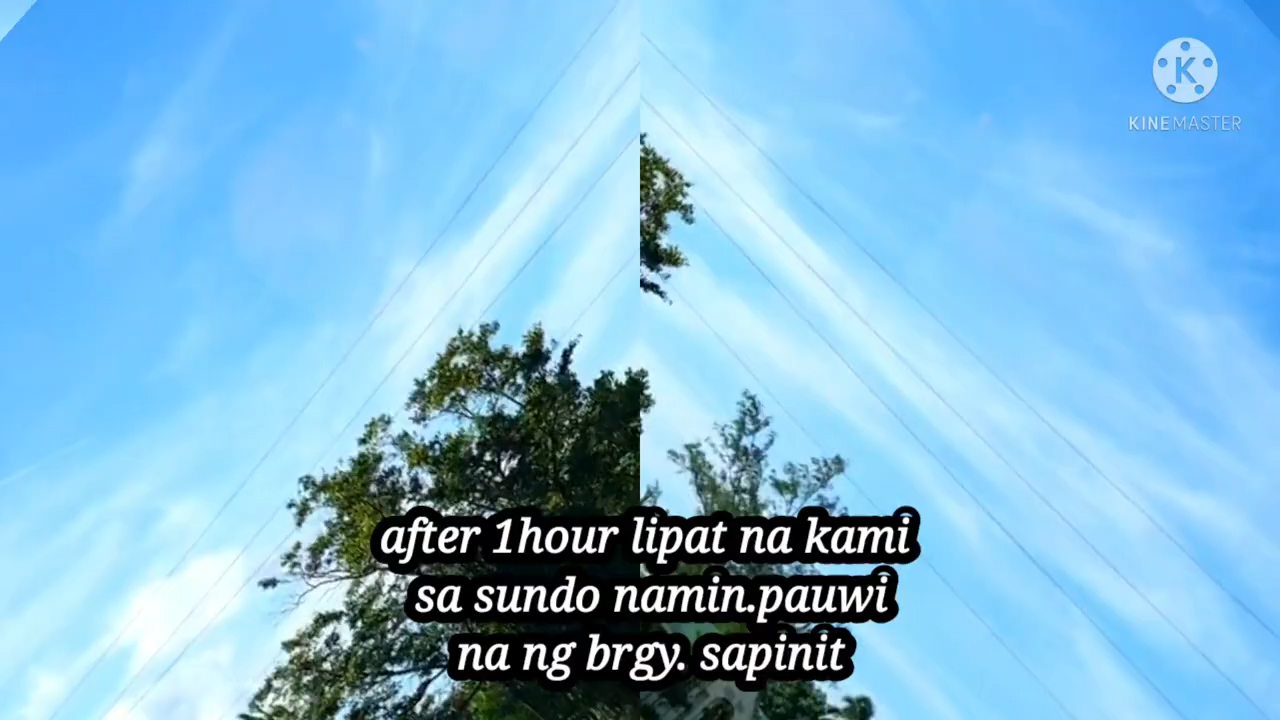 KINEMASTER
after 1hour lipat na kami
sa sundo namin.pauwi
na ng brgy. sapinit